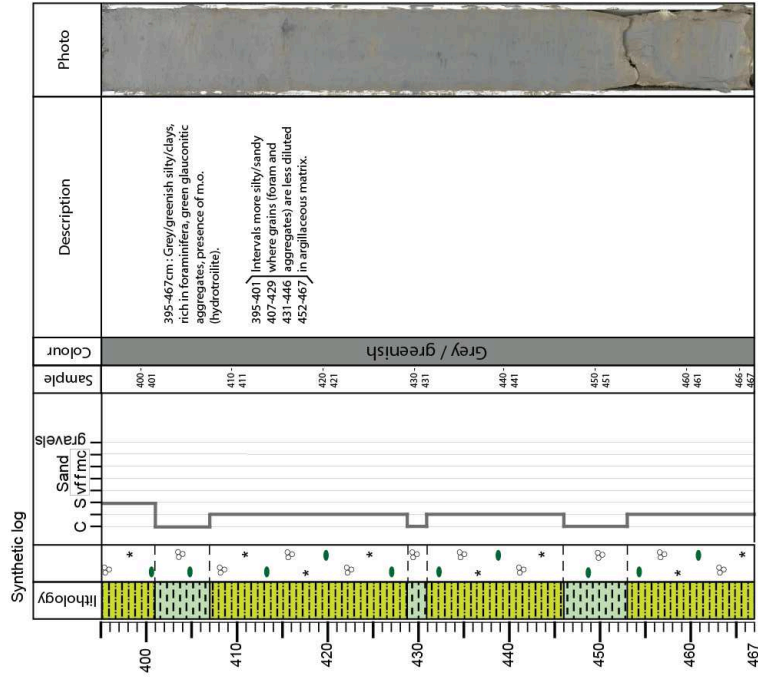 Synthetic log
lithology
C
S
vf
f
m
c
Sand
gravels
Sample
Colour
Description
Photo
400
410
420
430
440
450
460
467
400-
401
410-
411
420-
421
430-
431
440-
441
450-
451
460-
461
466-
467
Grey / greenish
395-467cm : Grey/greenish silty/clays,
rich in foraminifera, green glauconitic
aggregates, presence of m.o.
(hydrotroilite).
395-401 Intervals more silty/sandy
407-429 where grains (foram and
431-446 aggregates) are less diluted
452-467 in argillaceous matrix.